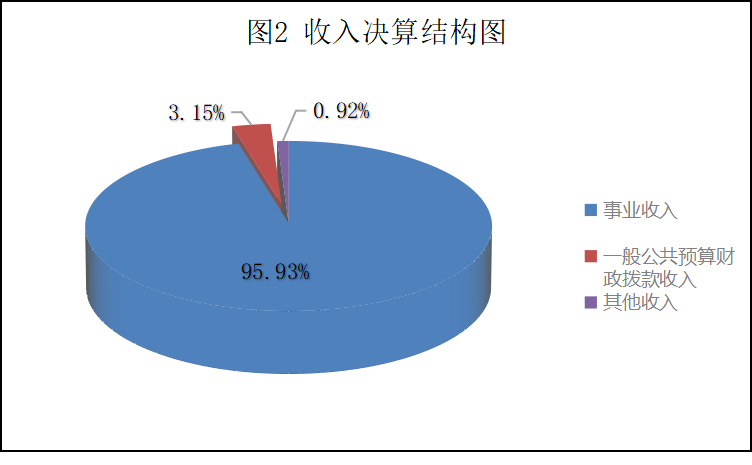 图2 收入决算结构图
3.15%
0.92%
95.93%
事业收入
一般公共预算财
政拨款收入
其他收入